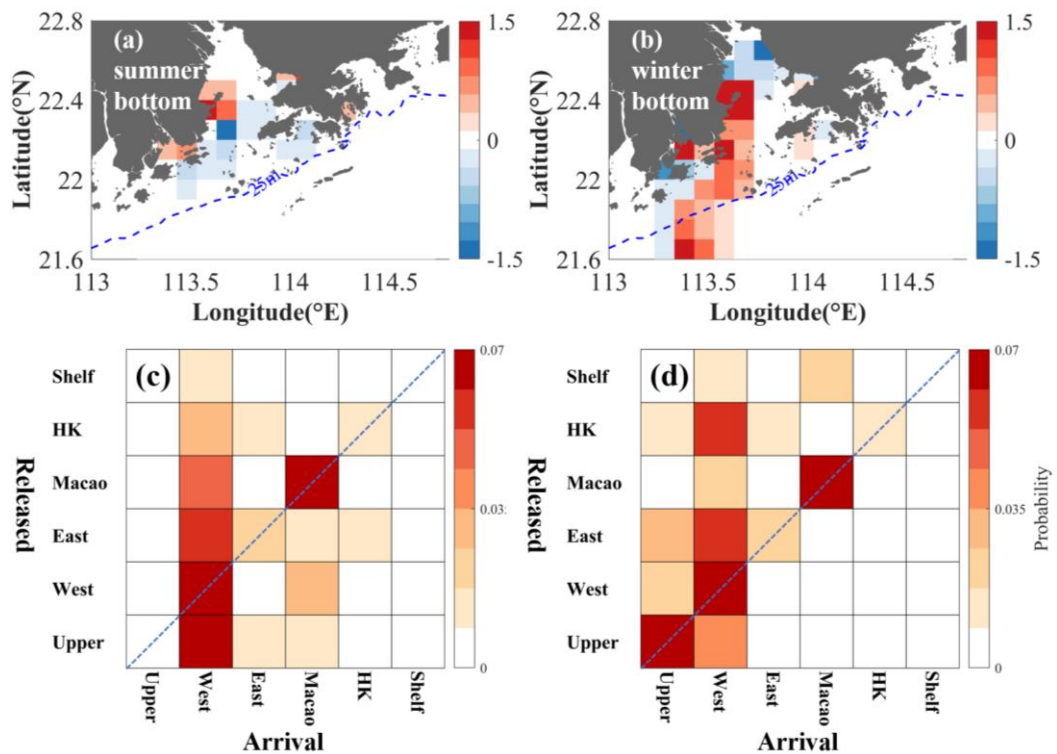 22.8
22.4
22
21.6
Latitude(°N)
(a)
summer
bottom
25m
113
113.5
114
114.5
Longitude(°E)
1.5
0
-1.5
22.8
22.4
22
21.6
Latitude(°N)
(b)
winter
bottom
25m
113
113.5
114
114.5
Longitude(°E)
1.5
0
-1.5
(c)
Released
Shelf
HK
Macao
East
West
Upper
Upper
West
East
Macao
HK
Shelf
Arrival
0.07
0.03
0
(d)
Released
Shelf
HK
Macao
East
West
Upper
Upper
West
East
Macao
HK
Shelf
Arrival
0.07
0.035
0
Probability